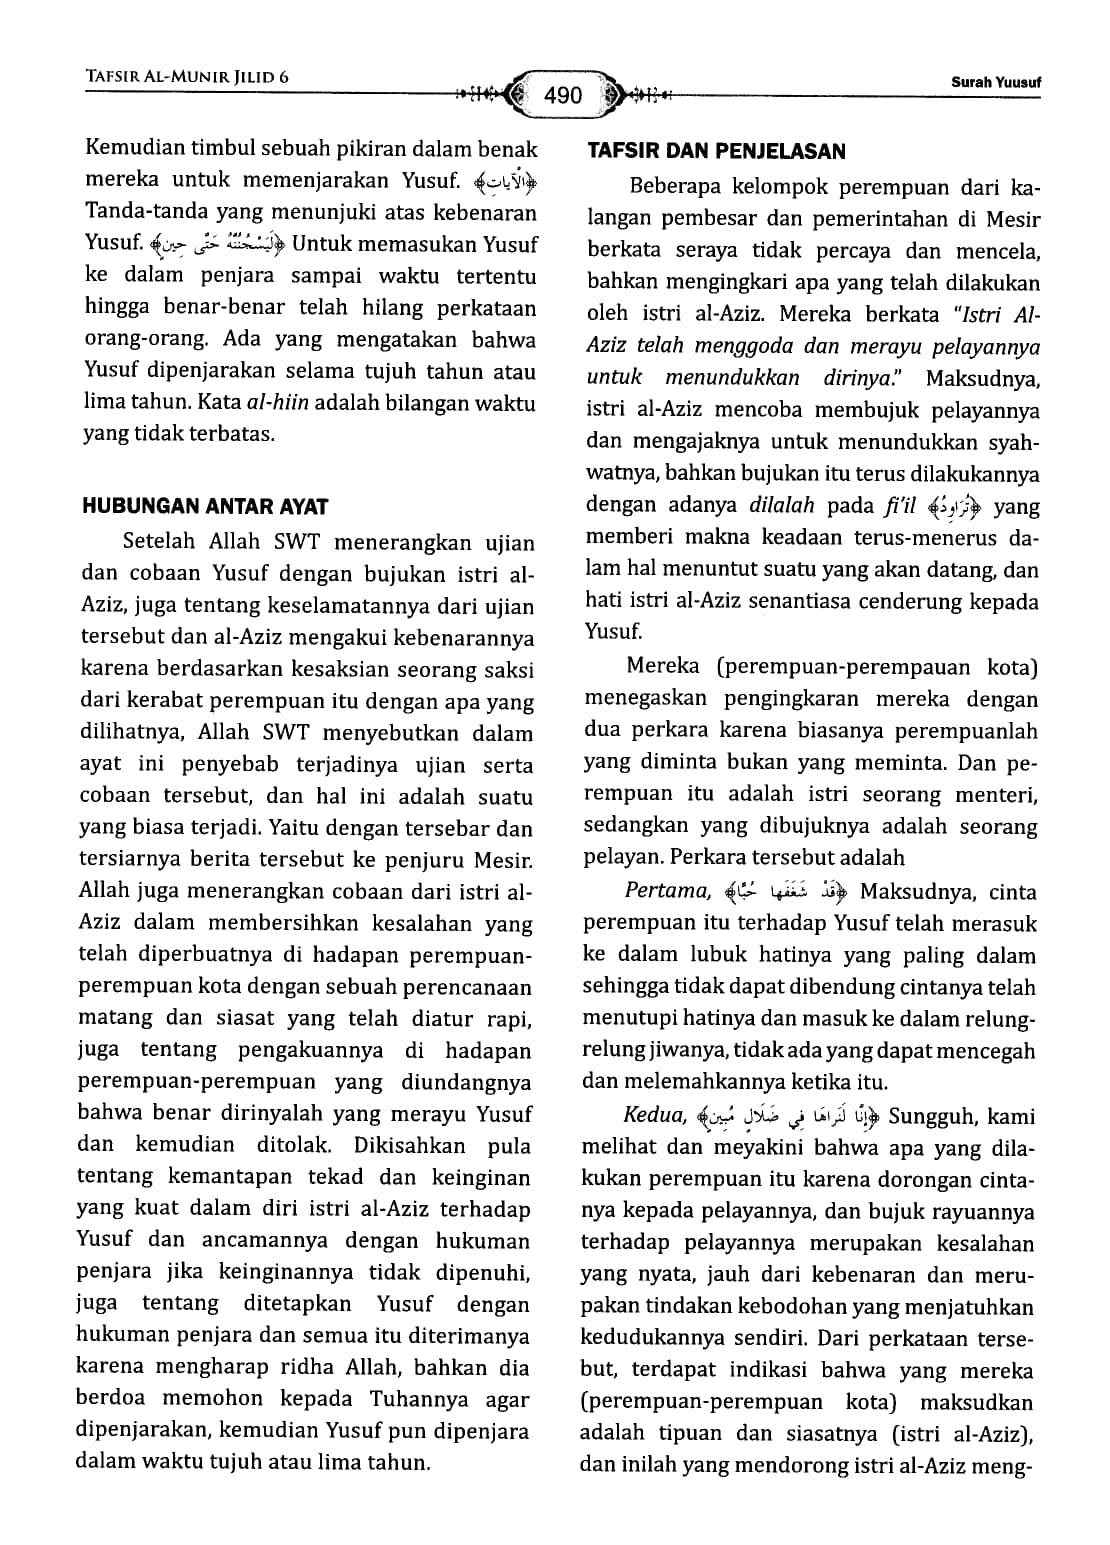 TAFSIR AL-MUNIR JILID 6
490
Surah Yuusuf
Kemudian timbul sebuah pikiran dalam benak
mereka untuk memenjarakan Yusuf. ﴿الْآيَاتِ﴾
Tanda-tanda yang menunjuki atas kebenaran
Yusuf. ﴿لَيَسْجُنُنَّهُ حَتَّى حِينٍ﴾ Untuk memasukan Yusuf
ke dalam penjara sampai waktu tertentu
hingga benar-benar telah hilang perkataan
orang-orang. Ada yang mengatakan bahwa
Yusuf dipenjarakan selama tujuh tahun atau
lima tahun. Kata al-hiin adalah bilangan waktu
yang tidak terbatas.
HUBUNGAN ANTAR AYAT
Setelah Allah SWT menerangkan ujian
dan cobaan Yusuf dengan bujukan istri al-
Aziz, juga tentang keselamatannya dari ujian
tersebut dan al-Aziz mengakui kebenarannya
karena berdasarkan kesaksian seorang saksi
dari kerabat perempuan itu dengan apa yang
dilihatnya, Allah SWT menyebutkan dalam
ayat ini penyebab terjadinya ujian serta
cobaan tersebut, dan hal ini adalah suatu
yang biasa terjadi. Yaitu dengan tersebar dan
tersiarnya berita tersebut ke penjuru Mesir.
Allah juga menerangkan cobaan dari istri al-
Aziz dalam membersihkan kesalahan yang
telah diperbuatnya di hadapan perempuan-
perempuan kota dengan sebuah perencanaan
matang dan siasat yang telah diatur rapi,
juga tentang pengakuannya di hadapan
perempuan-perempuan yang diundangnya
bahwa benar dirinyalah yang merayu Yusuf
dan kemudian ditolak. Dikisahkan pula
tentang kemantapan tekad dan keinginan
yang kuat dalam diri istri al-Aziz terhadap
Yusuf dan ancamannya dengan hukuman
penjara jika keinginannya tidak dipenuhi,
juga tentang ditetapkan Yusuf dengan
hukuman penjara dan semua itu diterimanya
karena mengharap ridha Allah, bahkan dia
berdoa memohon kepada Tuhannya agar
dipenjarakan, kemudian Yusuf pun dipenjara
dalam waktu tujuh atau lima tahun.
TAFSIR DAN PENJELASAN
Beberapa kelompok perempuan dari ka-
langan pembesar dan pemerintahan di Mesir
berkata seraya tidak percaya dan mencela,
bahkan mengingkari apa yang telah dilakukan
oleh istri al-Aziz. Mereka berkata "Istri Al-
Aziz telah menggoda dan merayu pelayannya
untuk menundukkan dirinya." Maksudnya,
istri al-Aziz mencoba membujuk pelayannya
dan mengajaknya untuk menundukkan syah-
watnya, bahkan bujukan itu terus dilakukannya
dengan adanya dilalah pada fi'il ﴿تُرَاوِدُ﴾ yang
memberi makna keadaan terus-menerus da-
lam hal menuntut suatu yang akan datang, dan
hati istri al-Aziz senantiasa cenderung kepada
Yusuf.
Mereka (perempuan-perempauan kota)
menegaskan pengingkaran mereka dengan
dua perkara karena biasanya perempuanlah
yang diminta bukan yang meminta. Dan pe-
rempuan itu adalah istri seorang menteri,
sedangkan yang dibujuknya adalah seorang
pelayan. Perkara tersebut adalah
Pertama, ﴿قَدْ شَغَفَهَا حُبًّا﴾ Maksudnya, cinta
perempuan itu terhadap Yusuf telah merasuk
ke dalam lubuk hatinya yang paling dalam
sehingga tidak dapat dibendung cintanya telah
menutupi hatinya dan masuk ke dalam relung-
relung jiwanya, tidak ada yang dapat mencegah
dan melemahkannya ketika itu.
Kedua, ﴿إِنَّا لَنَرَاهَا فِي ضَلَالٍ مُبِينٍ﴾ Sungguh, kami
melihat dan meyakini bahwa apa yang dila-
kukan perempuan itu karena dorongan cinta-
nya kepada pelayannya, dan bujuk rayuannya
terhadap pelayannya merupakan kesalahan
yang nyata, jauh dari kebenaran dan meru-
pakan tindakan kebodohan yang menjatuhkan
kedudukannya sendiri. Dari perkataan terse-
but, terdapat indikasi bahwa yang mereka
(perempuan-perempuan kota) maksudkan
adalah tipuan dan siasatnya (istri al-Aziz),
dan inilah yang mendorong istri al-Aziz meng-